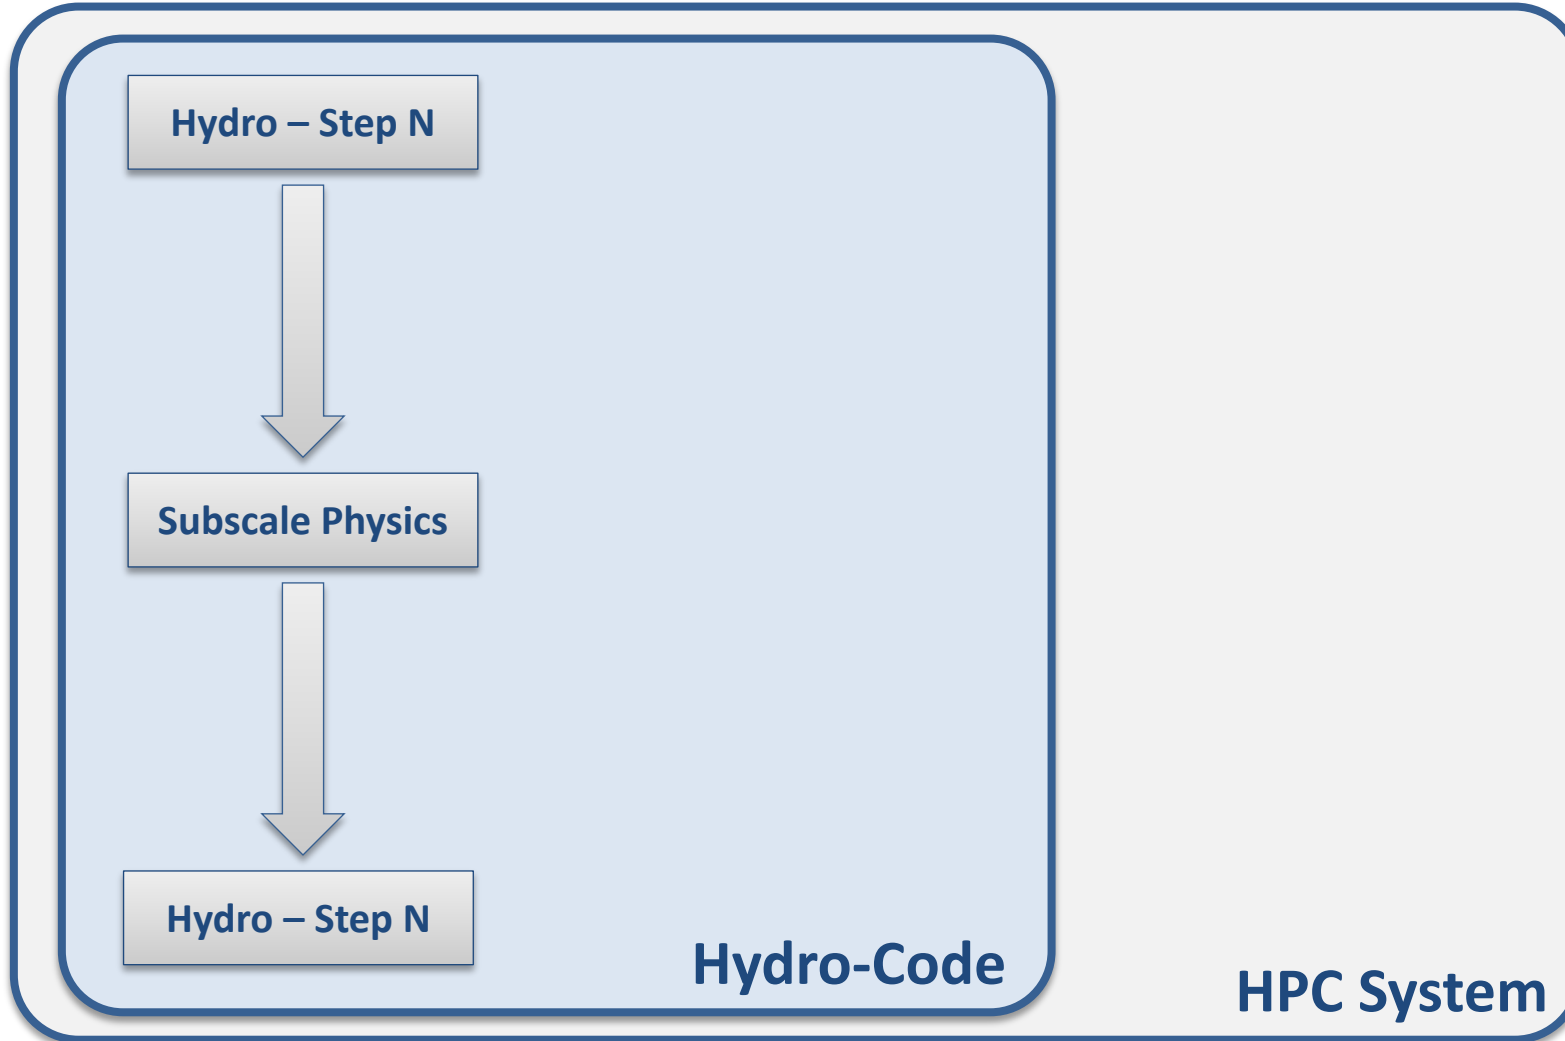 Hydro – Step N
Subscale Physics
Hydro – Step N
Hydro-Code
HPC System